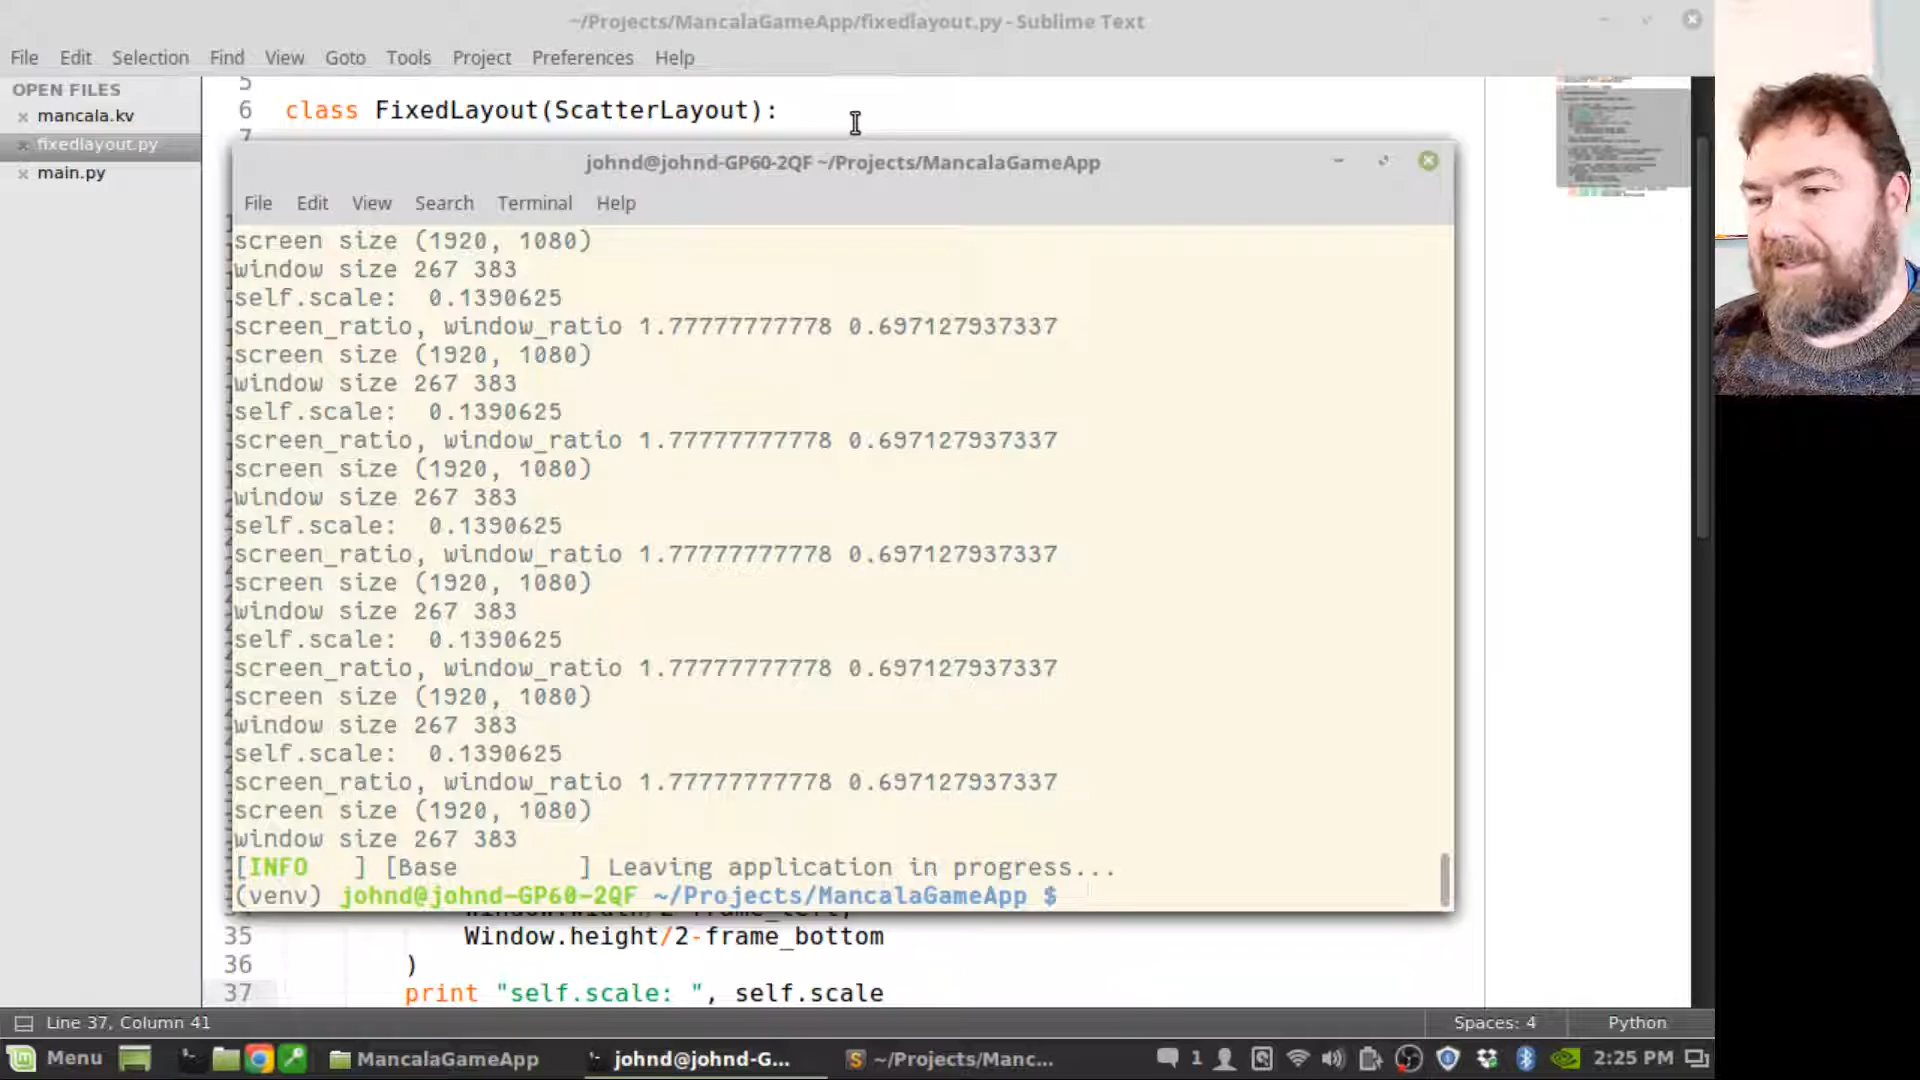 ~/Projects/MancalaGameApp/fixedlayout.py - Sublime Text
File Edit Selection Find View Goto Tools Project Preferences Help
OPEN FILES
mancala.kv
fixedlayout.py
main.py
5
6 class FixedLayout(ScatterLayout):
7
johnd@johnd-GP60-2QF ~/Projects/MancalaGameApp
File Edit View Search Terminal Help
screen size (1920, 1080)
window size 267 383
self.scale:  0.1390625
screen_ratio, window_ratio 1.77777777778 0.697127937337
screen size (1920, 1080)
window size 267 383
self.scale:  0.1390625
screen_ratio, window_ratio 1.77777777778 0.697127937337
screen size (1920, 1080)
window size 267 383
self.scale:  0.1390625
screen_ratio, window_ratio 1.77777777778 0.697127937337
screen size (1920, 1080)
window size 267 383
self.scale:  0.1390625
screen_ratio, window_ratio 1.77777777778 0.697127937337
screen size (1920, 1080)
window size 267 383
self.scale:  0.1390625
screen_ratio, window_ratio 1.77777777778 0.697127937337
screen size (1920, 1080)
window size 267 383
[INFO   ] [Base        ] Leaving application in progress...
(venv) johnd@johnd-GP60-2QF ~/Projects/MancalaGameApp $
35 Window.height/2-frame_bottom
36 )
37 print "self.scale: ", self.scale
Line 37, Column 41
Spaces: 4
Python
Menu
MancalaGameApp
johnd@johnd-G...
~/Projects/Manc...
1
2:25 PM